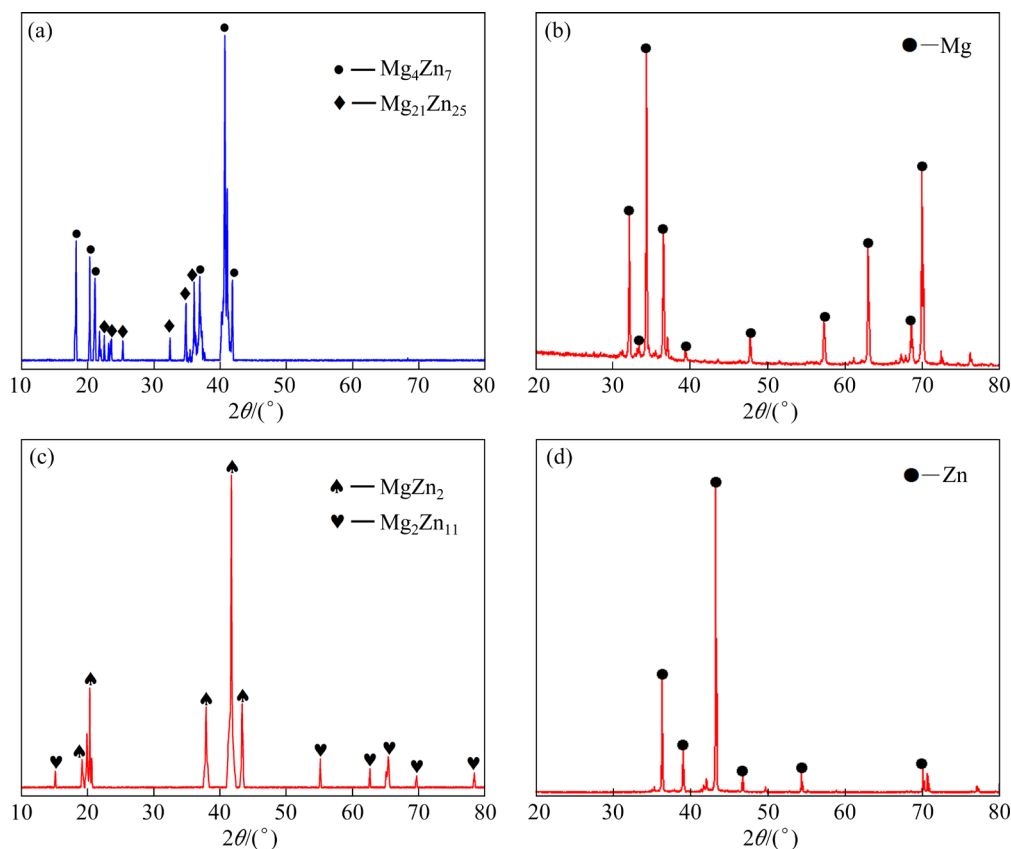 (a)
● — Mg₄Zn₇
♦ — Mg₂₁Zn₂₅
10 20 30 40 50 60 70 80
2θ/(°)
(b)
●—Mg
20 30 40 50 60 70 80
2θ/(°)
(c)
♠ — MgZn₂
♥ — Mg₂Zn₁₁
10 20 30 40 50 60 70 80
2θ/(°)
(d)
●—Zn
20 30 40 50 60 70 80
2θ/(°)